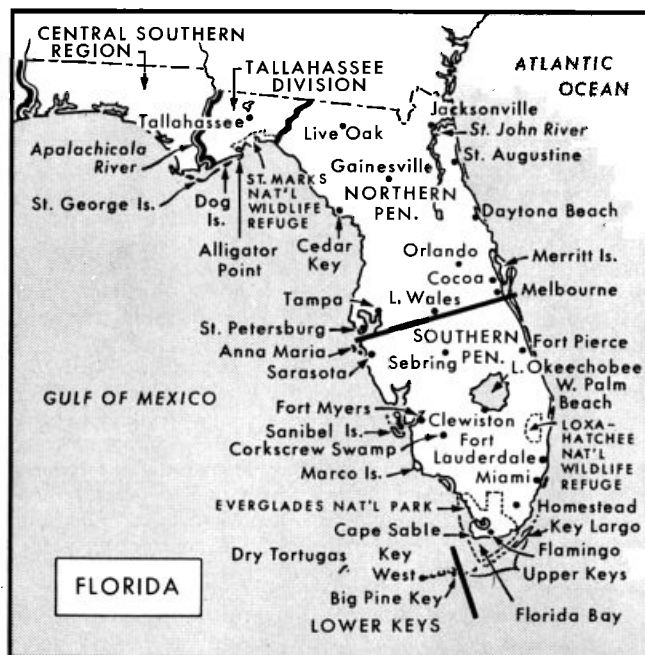 CENTRAL SOUTHERN
REGION
TALLAHASSEE
DIVISION
ATLANTIC
OCEAN
Tallahassee
Live Oak
Jacksonville
St. John River
Apalachicola
River
Gainesville
St. Augustine
NORTHERN
PEN.
St. George Is.
Dog
Is.
ST. MARKS
NAT'L
WILDLIFE
REFUGE
Alligator
Point
Cedar
Key
Daytona Beach
Orlando
Merritt Is.
Cocoa
Melbourne
Tampa
L. Wales
St. Petersburg
SOUTHERN
PEN.
Fort Pierce
Anna Maria
Sebring
Sarasota
L. Okeechobee
W. Palm
Beach
GULF OF MEXICO
Fort Myers
Clewiston
Sanibel Is.
Corkscrew Swamp
Fort
Lauderdale
LOXA-
HATCHEE
NAT'L
WILDLIFE
REFUGE
Marco Is.
Miami
EVERGLADES NAT'L PARK
Homestead
Cape Sable
Key Largo
Dry Tortugas
Key
West
Flamingo
Upper Keys
Big Pine Key
Florida Bay
LOWER KEYS
FLORIDA